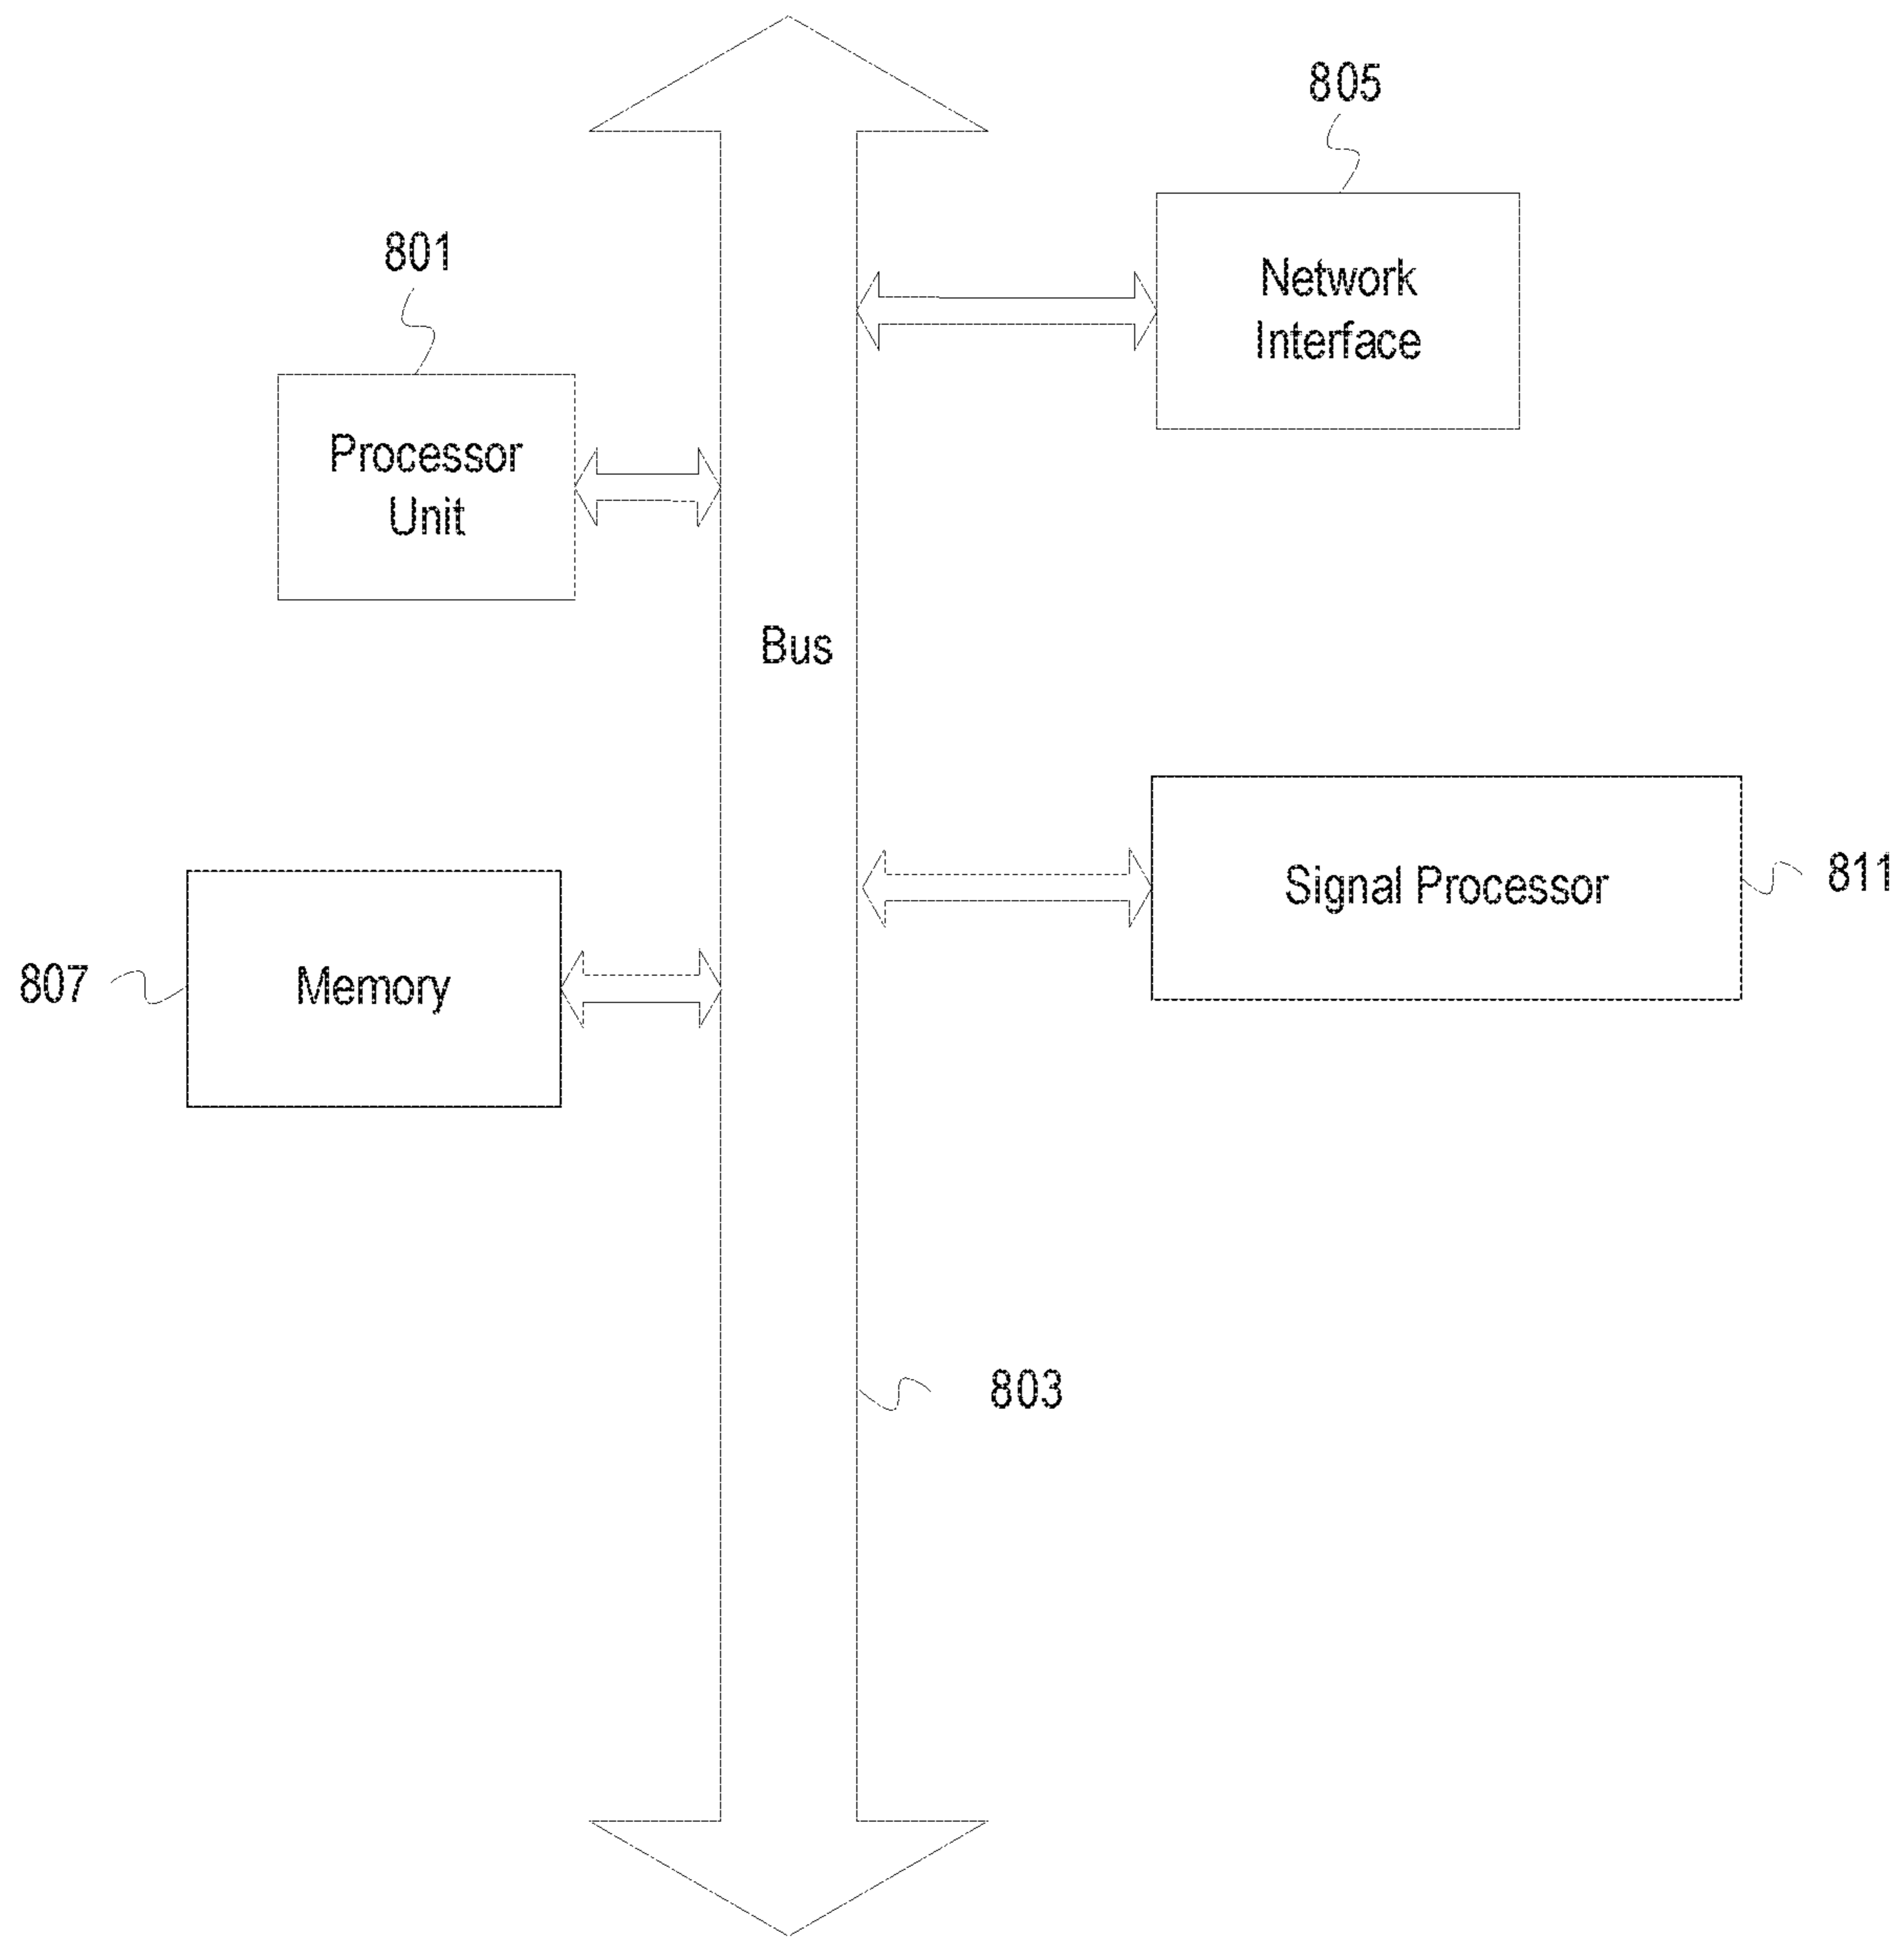 805
801
Network
Interface
Processor
Unit
Bus
Signal Processor
811
807
Memory
803